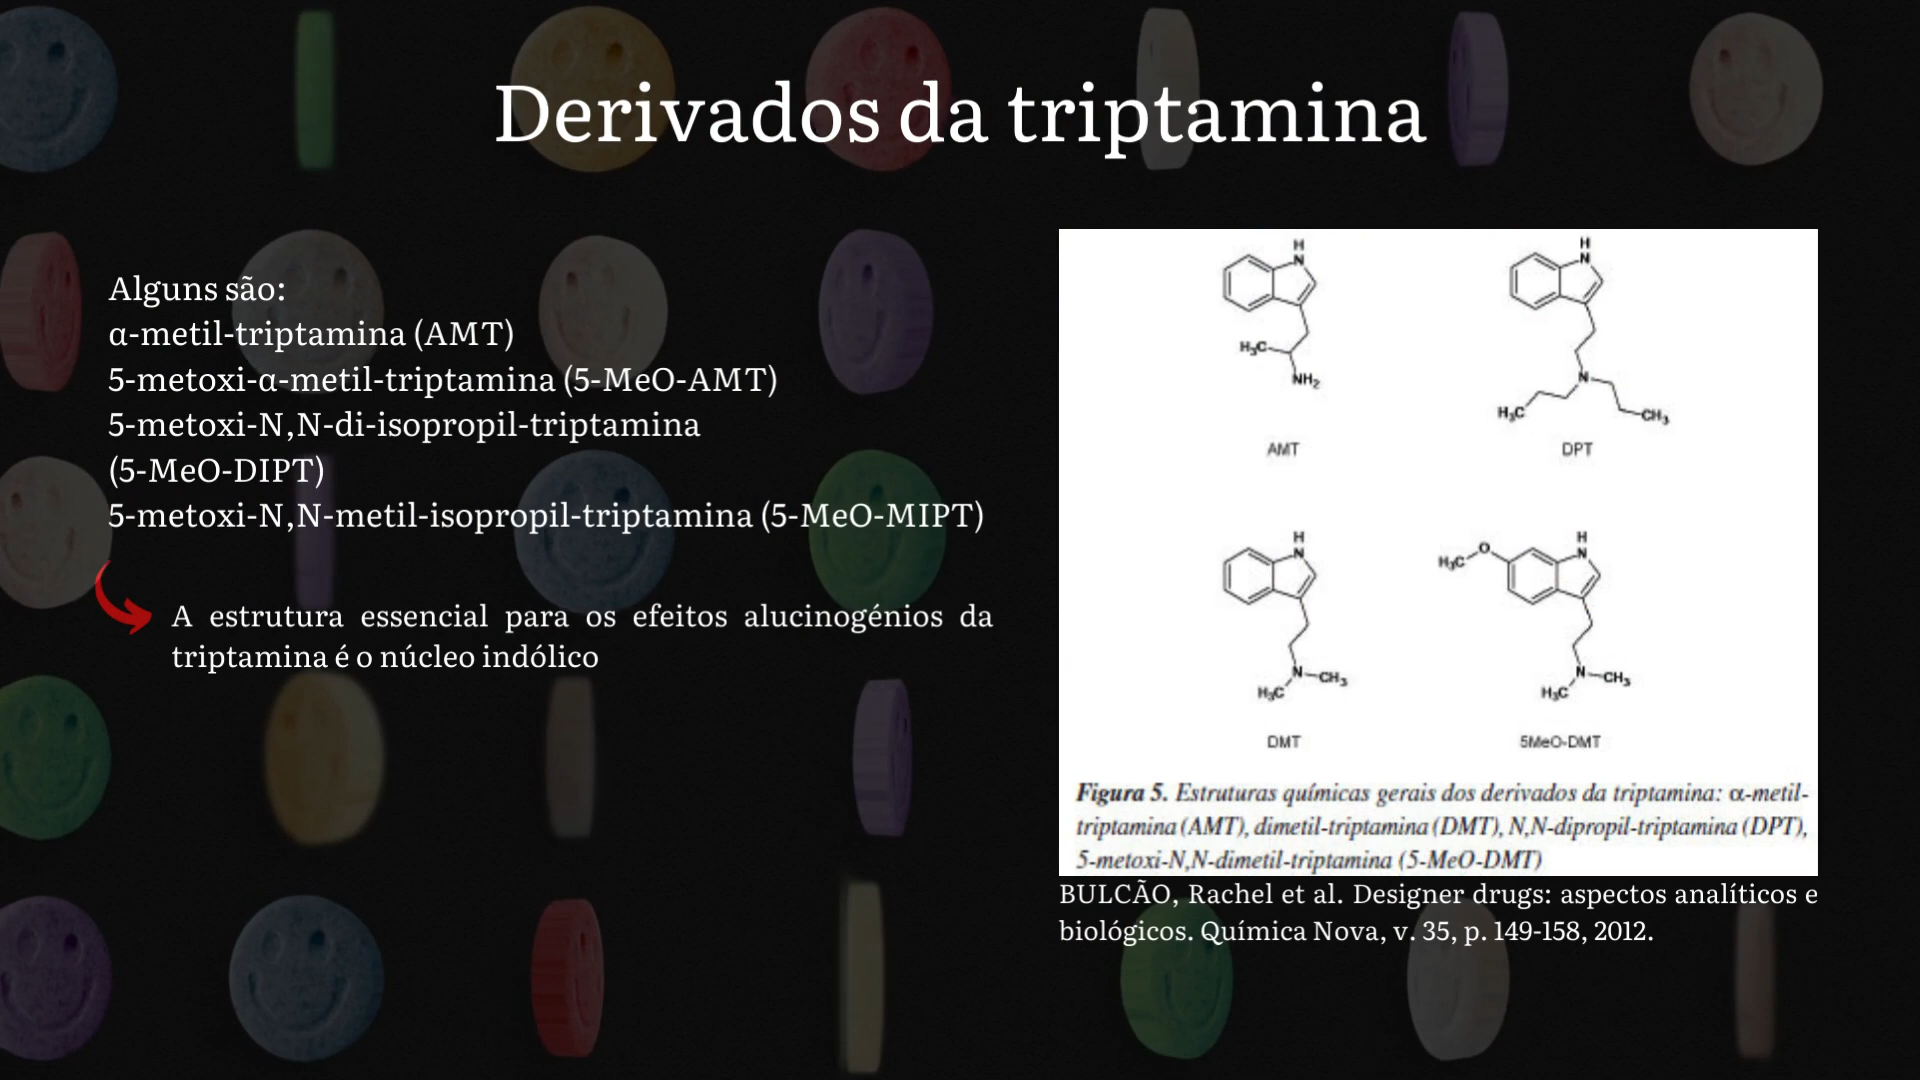 Derivados da triptamina
Alguns são:
α-metil-triptamina (AMT)
5-metoxi-α-metil-triptamina (5-MeO-AMT)
5-metoxi-N,N-di-isopropil-triptamina
(5-MeO-DIPT)
5-metoxi-N,N-metil-isopropil-triptamina (5-MeO-MIPT)
A estrutura essencial para os efeitos alucinogénios da
triptamina é o núcleo indólico
H
N
H₃C
NH₂
AMT
H
N
N
H₃C
CH₃
DPT
H
N
N
CH₃
H₃C
DMT
H₃C
O
H
N
N
CH₃
H₃C
5MeO-DMT
Figura 5. Estruturas químicas gerais dos derivados da triptamina: α-metil-
triptamina (AMT), dimetil-triptamina (DMT), N,N-dipropil-triptamina (DPT),
5-metoxi-N,N-dimetil-triptamina (5-MeO-DMT)
BULCÃO, Rachel et al. Designer drugs: aspectos analíticos e
biológicos. Química Nova, v. 35, p. 149-158, 2012.